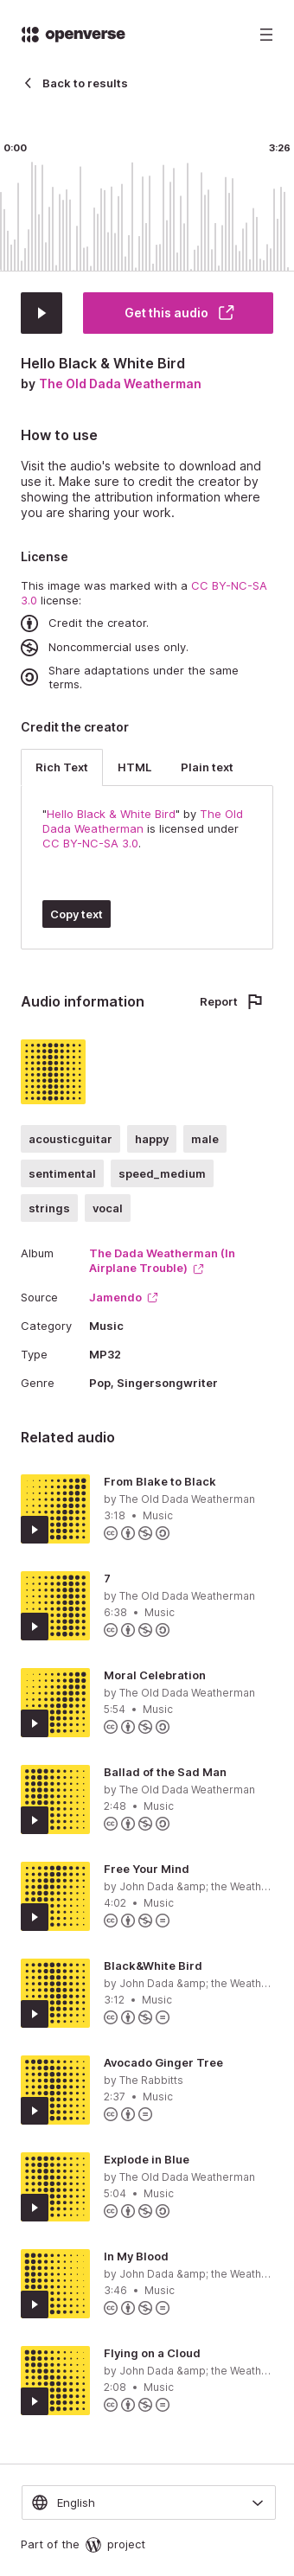 openverse
Back to results
0:00
3:26
Get this audio
Hello Black & White Bird
by The Old Dada Weatherman
How to use
Visit the audio's website to download and
use it. Make sure to credit the creator by
showing the attribution information where
you are sharing your work.
License
This image was marked with a CC BY-NC-SA
3.0 license:
Credit the creator.
Noncommercial uses only.
Share adaptations under the same
terms.
Credit the creator
Rich Text
HTML
Plain text
"Hello Black & White Bird" by The Old
Dada Weatherman is licensed under
CC BY-NC-SA 3.0.
Copy text
Audio information
Report
acousticguitar
happy
male
sentimental
speed_medium
strings
vocal
Album
The Dada Weatherman (In
Airplane Trouble)
Source
Jamendo
Category
Music
Type
MP32
Genre
Pop, Singersongwriter
Related audio
From Blake to Black
by The Old Dada Weatherman
3:18 • Music
7
by The Old Dada Weatherman
6:38 • Music
Moral Celebration
by The Old Dada Weatherman
5:54 • Music
Ballad of the Sad Man
by The Old Dada Weatherman
2:48 • Music
Free Your Mind
by John Dada &amp; the Weath...
4:02 • Music
Black&White Bird
by John Dada &amp; the Weath...
3:12 • Music
Avocado Ginger Tree
by The Rabbitts
2:37 • Music
Explode in Blue
by The Old Dada Weatherman
5:04 • Music
In My Blood
by John Dada &amp; the Weath...
3:46 • Music
Flying on a Cloud
by John Dada &amp; the Weath...
2:08 • Music
English
Part of the
project